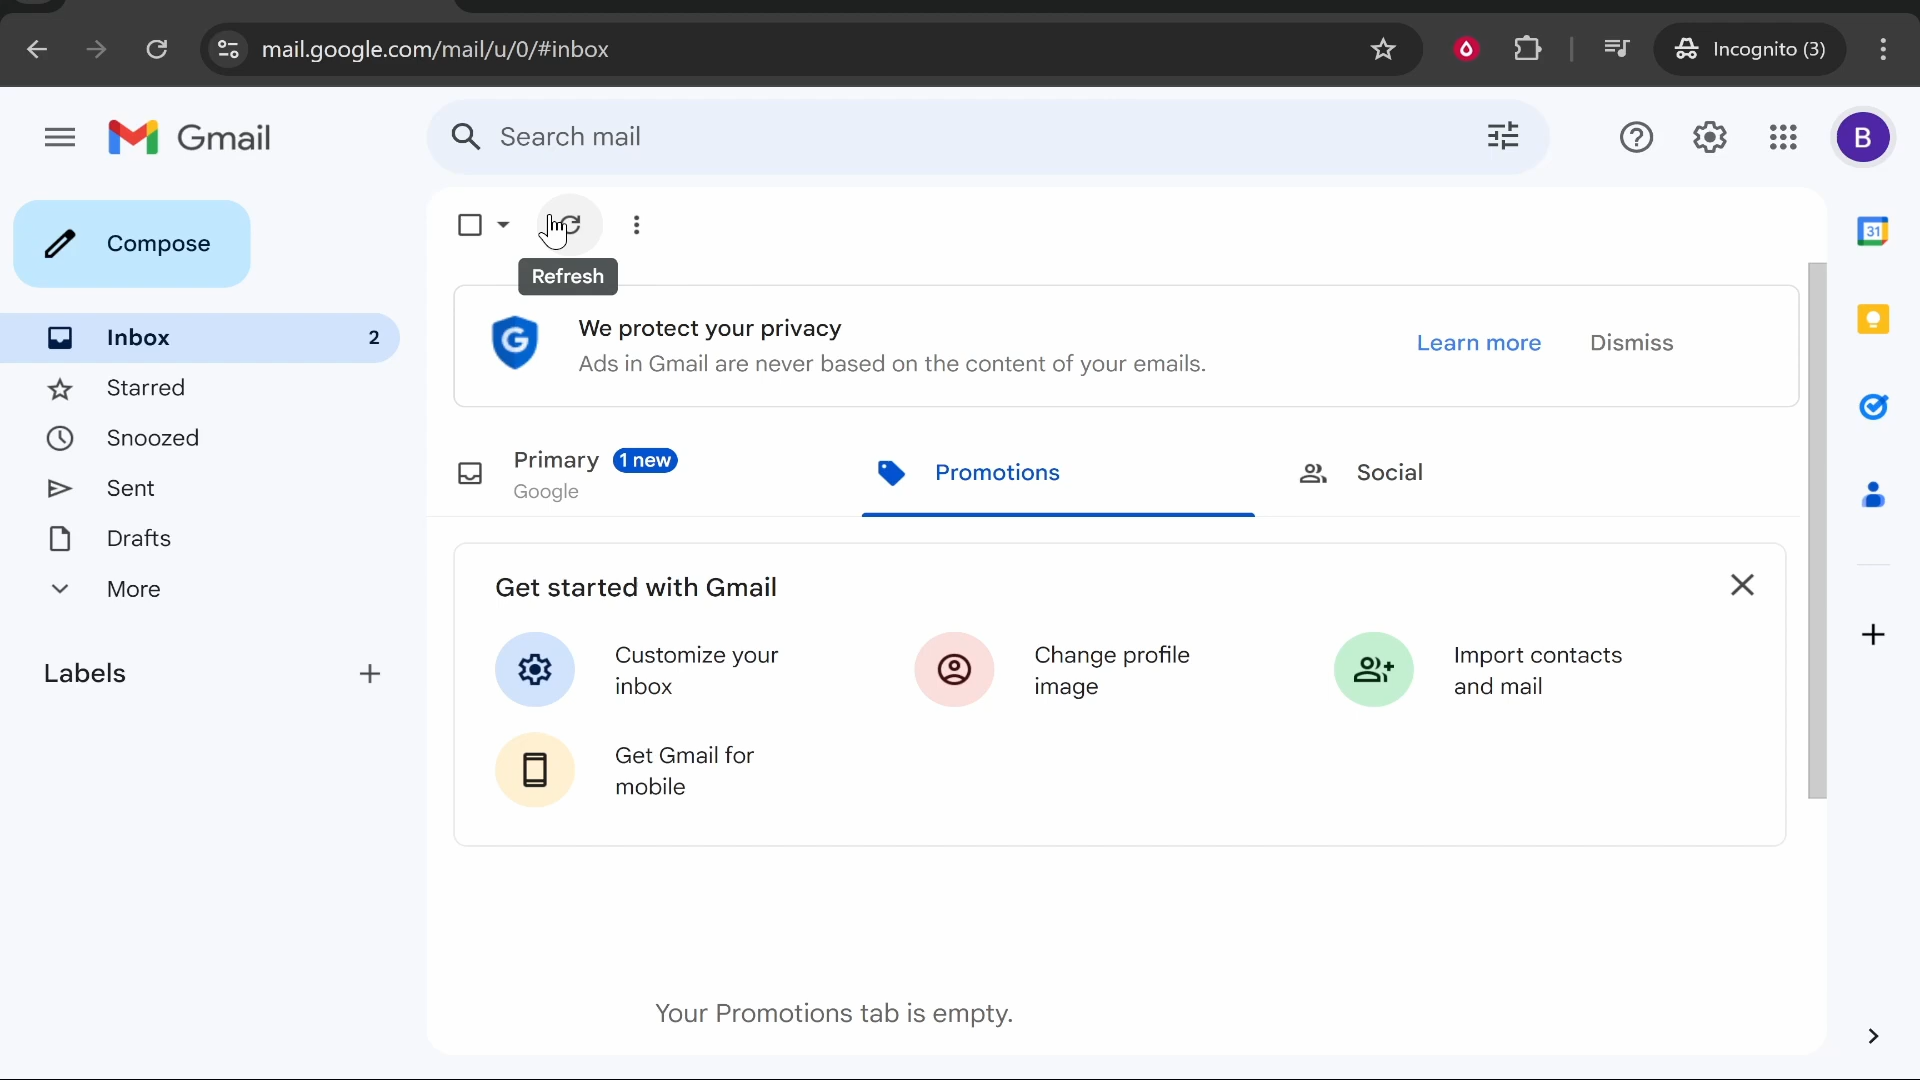 mail.google.com/mail/u/0/#inbox
Incognito (3)
Gmail
Search mail
B
Compose
Refresh
31
Inbox 2
Starred
Snoozed
Sent
Drafts
More
Labels
G
We protect your privacy
Ads in Gmail are never based on the content of your emails.
Learn more
Dismiss
Primary 1 new
Google
Promotions
Social
Get started with Gmail
Customize your
inbox
Change profile
image
Import contacts
and mail
Get Gmail for
mobile
Your Promotions tab is empty.